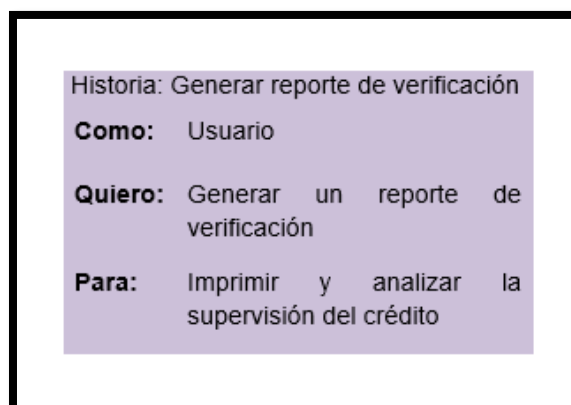 Historia: Generar reporte de verificación
Como: Usuario
Quiero: Generar un reporte de
verificación
Para: Imprimir y analizar la
supervisión del crédito